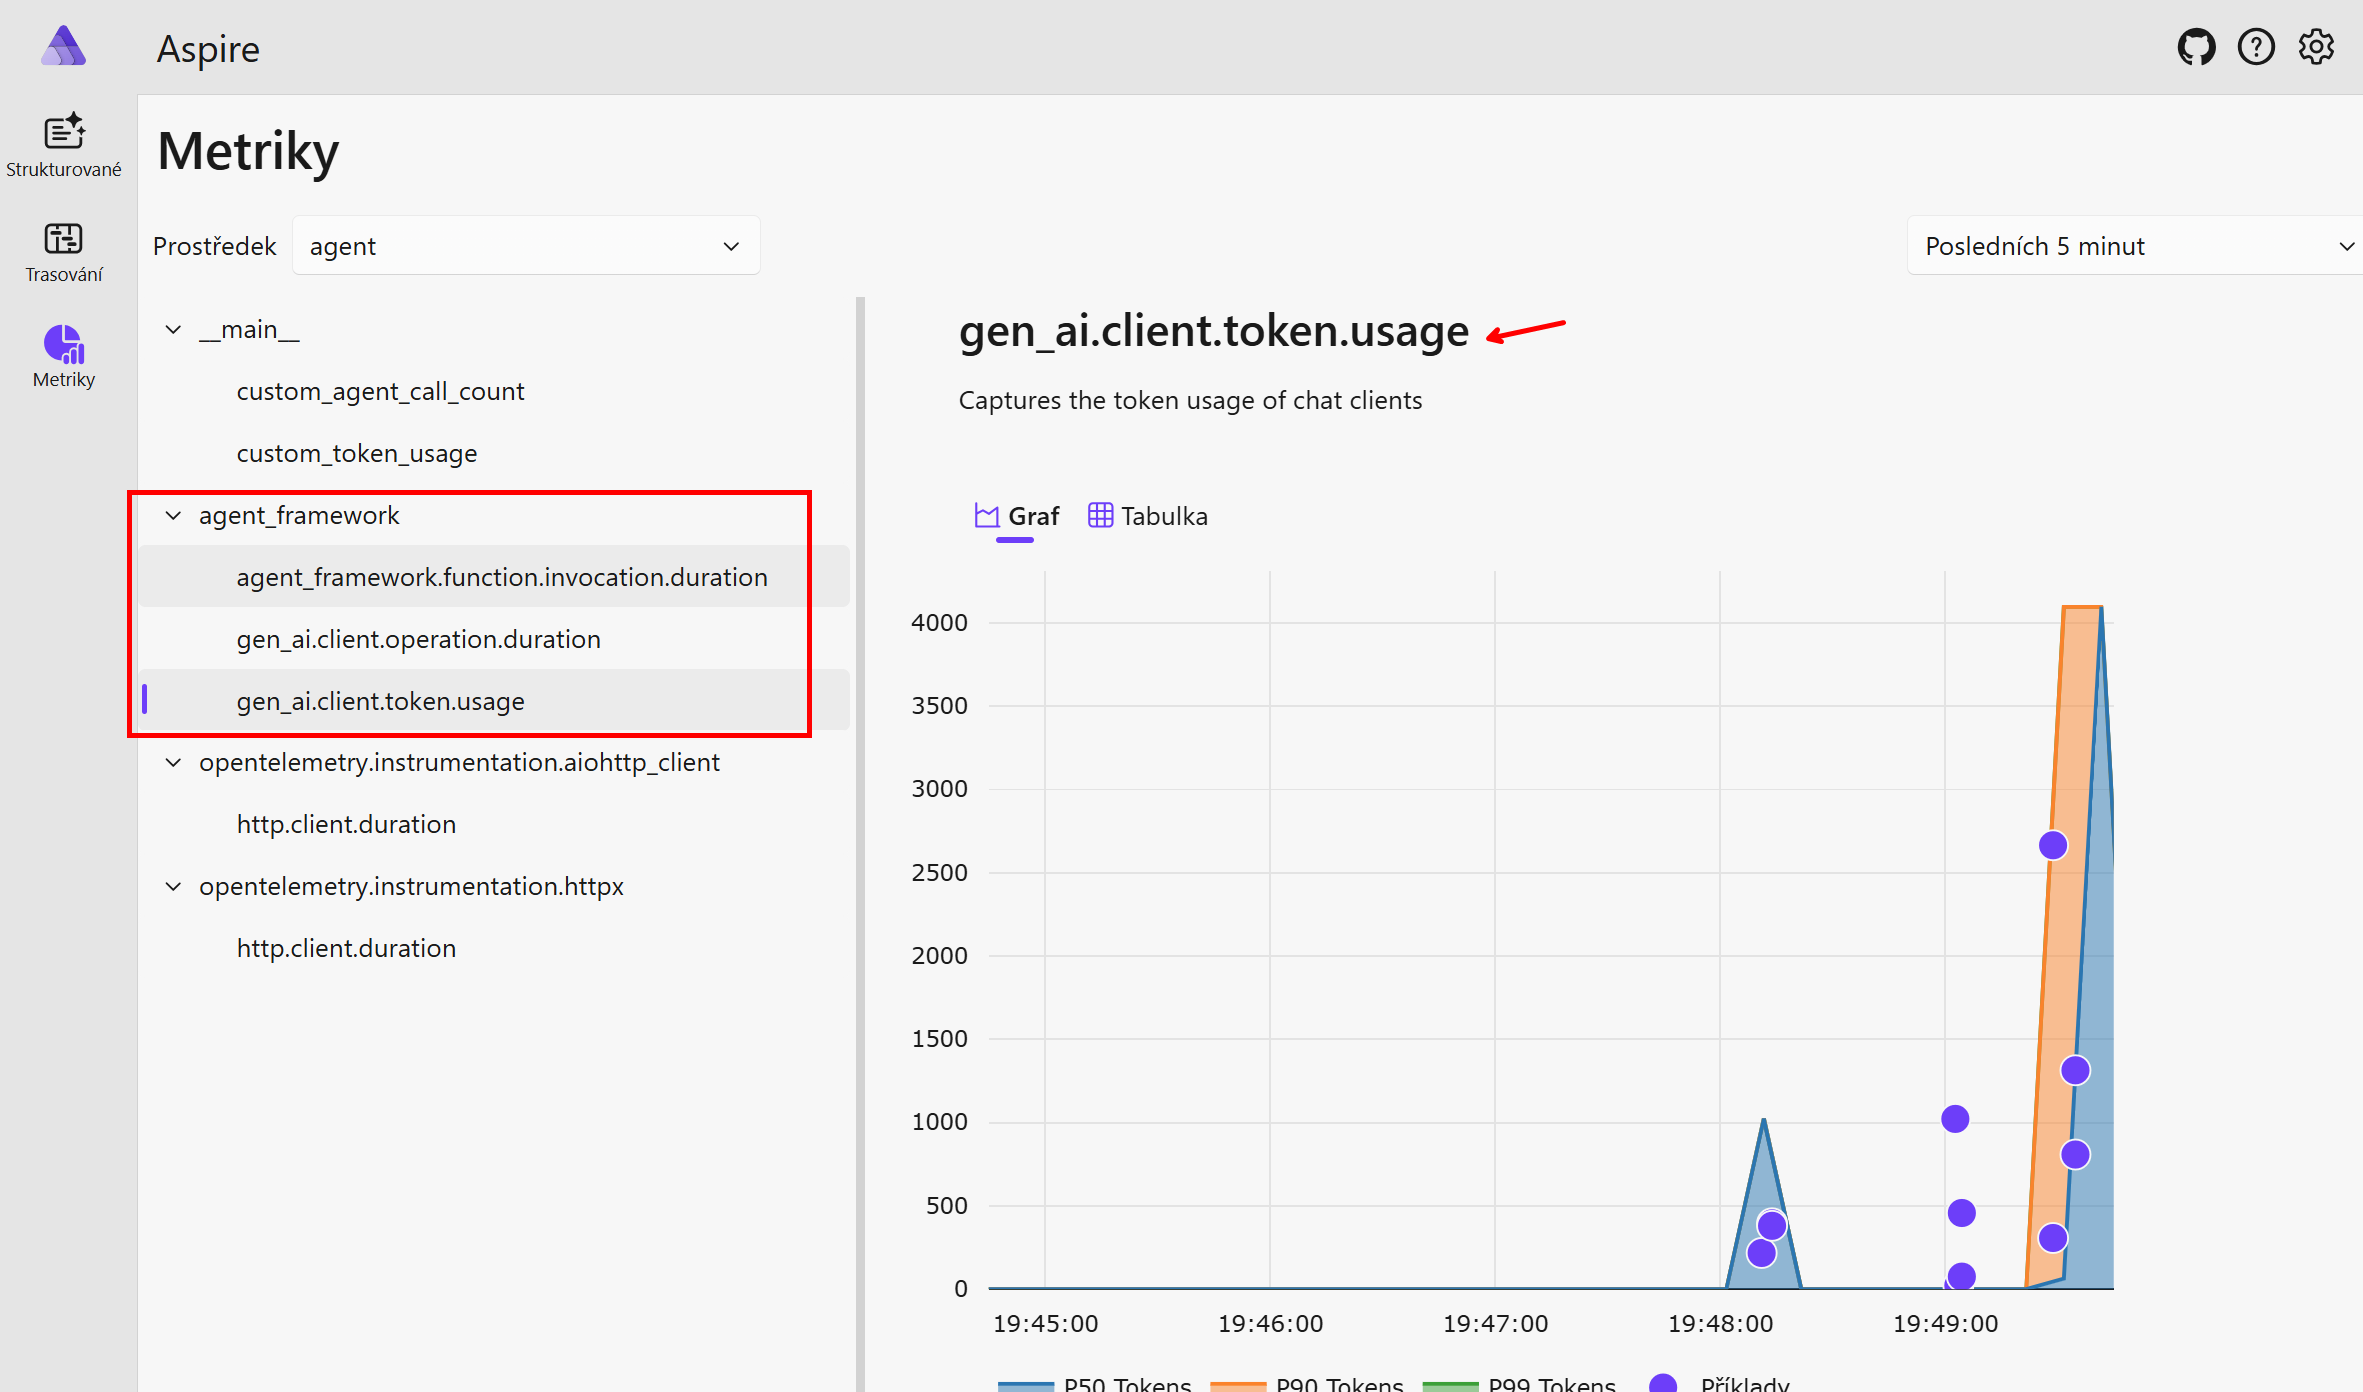 Aspire
Strukturované
Trasování
Metriky
Metriky
Prostředek
agent
Posledních 5 minut
__main__
custom_agent_call_count
custom_token_usage
agent_framework
agent_framework.function.invocation.duration
gen_ai.client.operation.duration
gen_ai.client.token.usage
opentelemetry.instrumentation.aiohttp_client
http.client.duration
opentelemetry.instrumentation.httpx
http.client.duration
gen_ai.client.token.usage
Captures the token usage of chat clients
Graf
Tabulka
4000
3500
3000
2500
2000
1500
1000
500
0
19:45:00 19:46:00 19:47:00 19:48:00 19:49:00
P50 Tokens P90 Tokens P99 Tokens Příklady